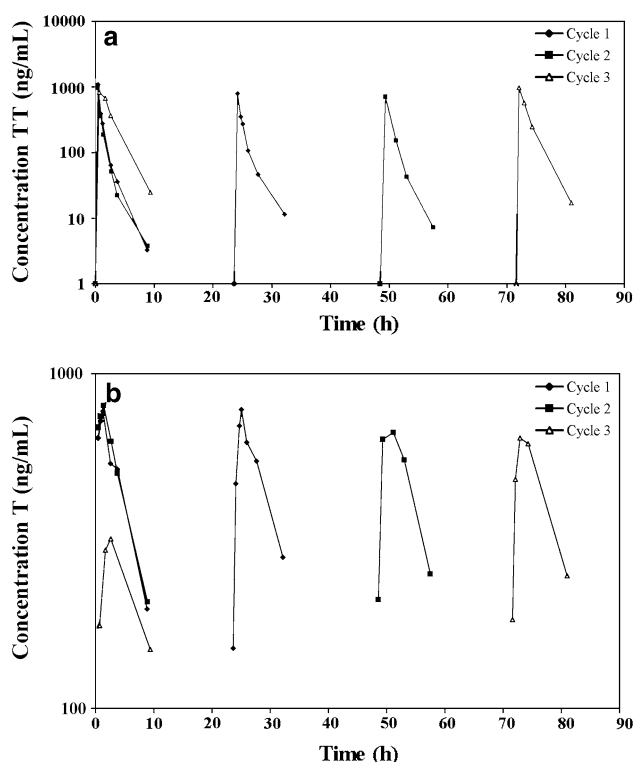 a
Concentration TT (ng/mL)
10000
1000
100
10
1
Cycle 1
Cycle 2
Cycle 3
0 10 20 30 40 50 60 70 80 90
Time (h)
b
Concentration T (ng/mL)
1000
100
Cycle 1
Cycle 2
Cycle 3
0 10 20 30 40 50 60 70 80 90
Time (h)